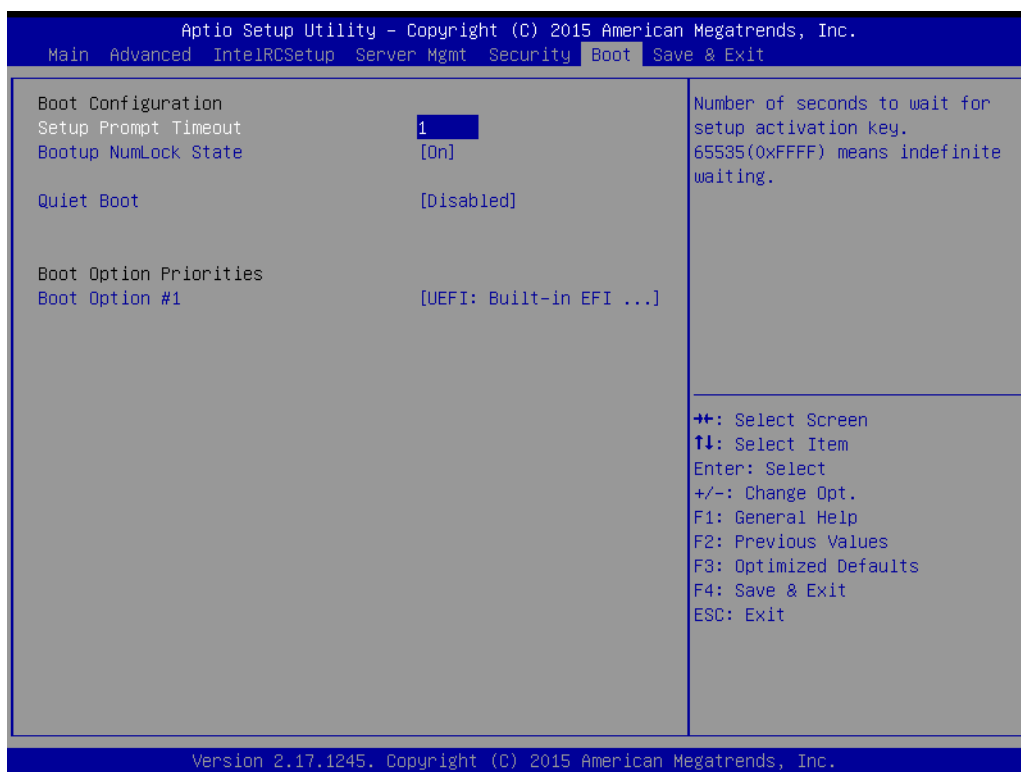 Aptio Setup Utility – Copyright (C) 2015 American Megatrends, Inc.
Main Advanced IntelRCSetup Server Mgmt Security Boot Save & Exit
Boot Configuration
Setup Prompt Timeout 1
Bootup NumLock State [On]
Quiet Boot [Disabled]
Boot Option Priorities
Boot Option #1 [UEFI: Built-in EFI ...]
Number of seconds to wait for
setup activation key.
65535(0xFFFF) means indefinite
waiting.
→←: Select Screen
↑↓: Select Item
Enter: Select
+/-: Change Opt.
F1: General Help
F2: Previous Values
F3: Optimized Defaults
F4: Save & Exit
ESC: Exit
Version 2.17.1245. Copyright (C) 2015 American Megatrends, Inc.